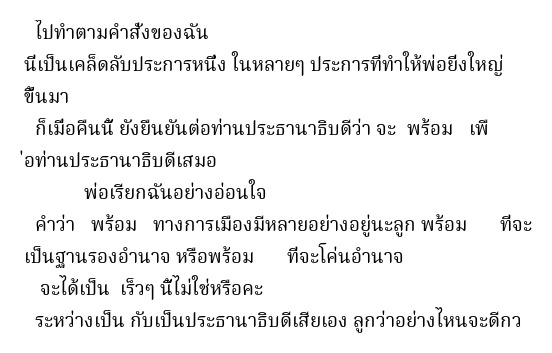 ไปทำตามคำสั่งของฉัน
นี่เป็นเคล็ดลับประการหนึ่ง ในหลายๆ ประการที่ทำให้พ่อยิ่งใหญ่
ขึ้นมา
ก็เมื่อคืนนี้ ยังยืนยันต่อท่านประธานาธิบดีว่า จะ พร้อม เพื
่อท่านประธานาธิบดีเสมอ
พ่อเรียกฉันอย่างอ่อนใจ
คำว่า พร้อม ทางการเมืองมีหลายอย่างอยู่นะลูก พร้อม ที่จะ
เป็นฐานรองอำนาจ หรือพร้อม ที่จะโค่นอำนาจ
จะได้เป็น เร็วๆ นี้ไม่ใช่หรือคะ
ระหว่างเป็น กับเป็นประธานาธิบดีเสียเอง ลูกว่าอย่างไหนจะดีกว